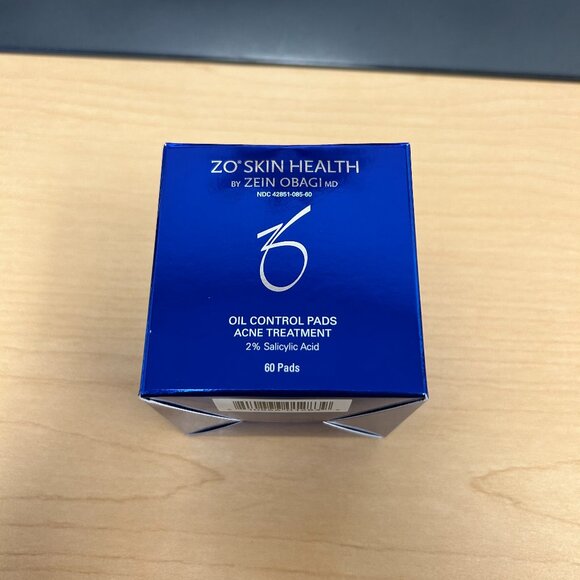 ZO® SKIN HEALTH
BY ZEIN OBAGI MD
NDC 42851-085-60
OIL CONTROL PADS
ACNE TREATMENT
2% Salicylic Acid
60 Pads